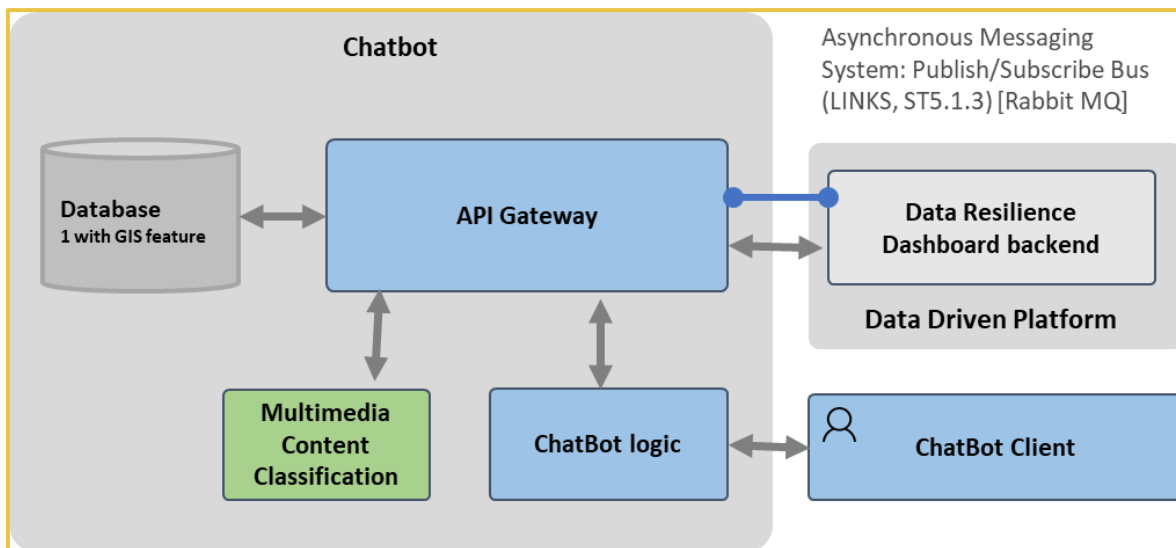 Chatbot
Asynchronous Messaging
System: Publish/Subscribe Bus
(LINKS, ST5.1.3) [Rabbit MQ]
Database
1 with GIS feature
API Gateway
Data Resilience
Dashboard backend
Data Driven Platform
Multimedia
Content
Classification
ChatBot logic
ChatBot Client